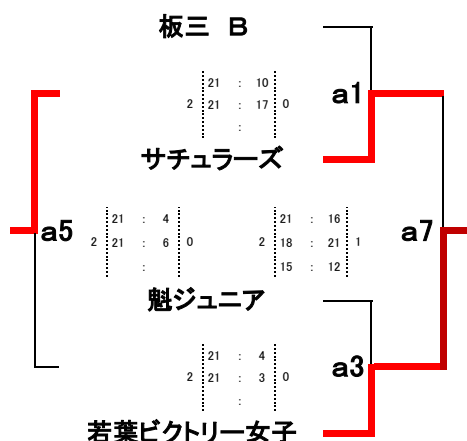 板三 B
21 : 10
2 21 : 17 0
:
a1
サチュラーズ
a5
21 : 4
2 21 : 6 0
:
21 : 16
2 18 : 21 1
15 : 12
a7
魁ジュニア
21 : 4
2 21 : 3 0
:
a3
若葉ビクトリー女子